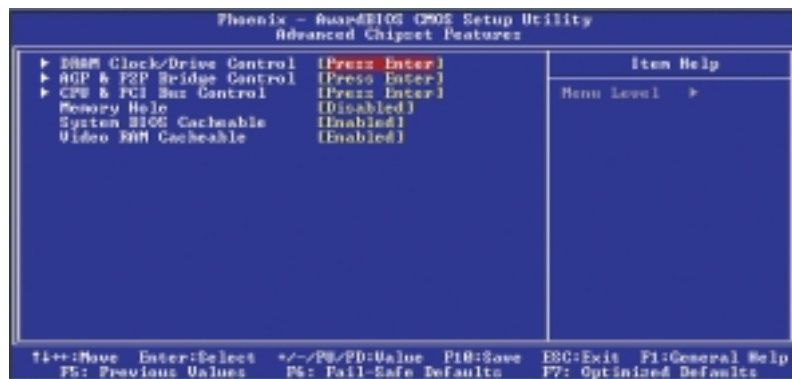 Phoenix - AwardBIOS CMOS Setup Utility
Advanced Chipset Features
▶ DRAM Clock/Drive Control [Press Enter]
▶ AGP & P2P Bridge Control [Press Enter]
▶ CPU & PCI Bus Control [Press Enter]
Memory Hole [Disabled]
System BIOS Cacheable [Enabled]
Video RAM Cacheable [Enabled]
Item Help
Menu Level ▶
↑↓→←:Move Enter:Select +/-/PU/PD:Value F10:Save ESC:Exit F1:General Help
F5: Previous Values F6: Fail-Safe Defaults F7: Optimized Defaults